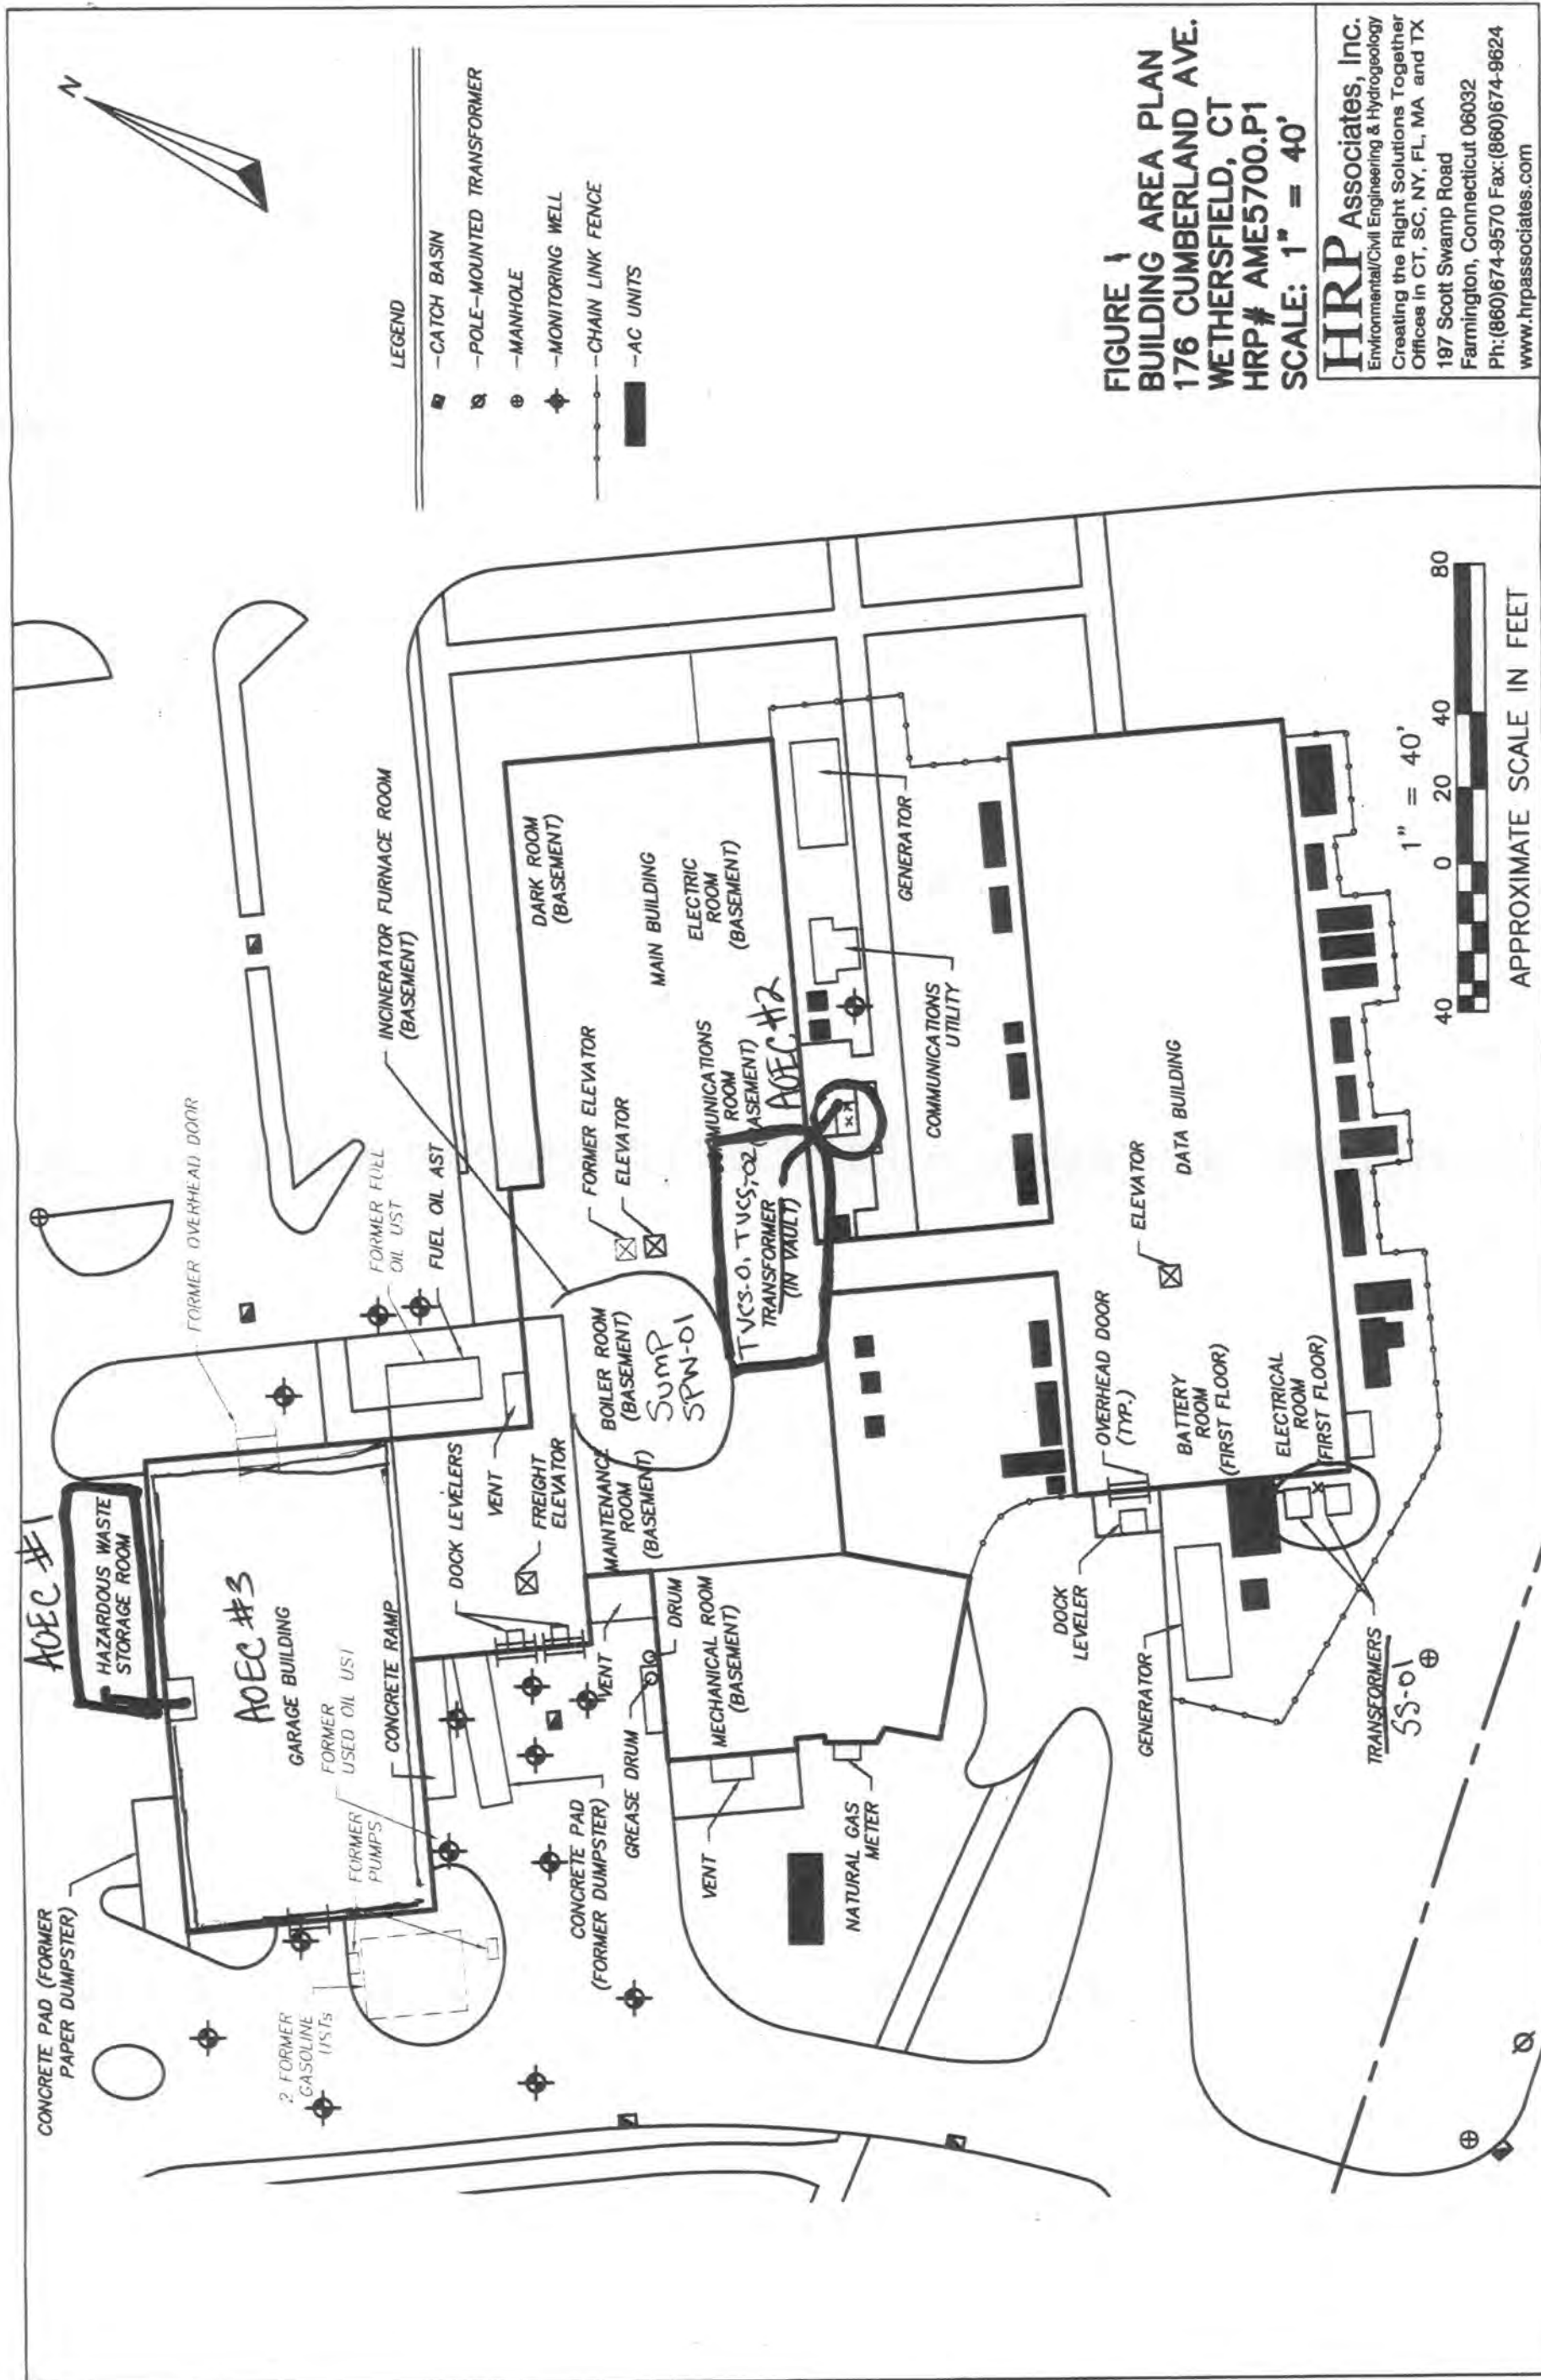 CONCRETE PAD (FORMER
PAPER DUMPSTER)
AOEC #1
HAZARDOUS WASTE
STORAGE ROOM
AOEC #3
GARAGE BUILDING
FORMER OVERHEAD DOOR
2 FORMER
GASOLINE
USTs
FORMER
PUMPS
FORMER
USED OIL UST
CONCRETE RAMP
DOCK LEVELERS
VENT
FORMER FUEL
OIL UST
FUEL OIL AST
INCINERATOR FURNACE ROOM
(BASEMENT)
CONCRETE PAD
(FORMER DUMPSTER)
GREASE DRUM
DRUM
VENT
FREIGHT
ELEVATOR
MAINTENANCE
ROOM
(BASEMENT)
BOILER ROOM
(BASEMENT)
SUMP
SPW-01
FORMER ELEVATOR
ELEVATOR
DARK ROOM
(BASEMENT)
MAIN BUILDING
ELECTRIC
ROOM
(BASEMENT)
MUNICATIONS
ROOM
ASEMENT)
AOEC #2
TVCS-O, TVCS-02
TRANSFORMER
(IN VAULT)
VENT
MECHANICAL ROOM
(BASEMENT)
NATURAL GAS
METER
GENERATOR
COMMUNICATIONS
UTILITY
DOCK
LEVELER
OVERHEAD DOOR
(TYP.)
ELEVATOR
DATA BUILDING
BATTERY
ROOM
(FIRST FLOOR)
ELECTRICAL
ROOM
(FIRST FLOOR)
GENERATOR
TRANSFORMERS
SS-01
N
LEGEND
-CATCH BASIN
-POLE-MOUNTED TRANSFORMER
-MANHOLE
-MONITORING WELL
-CHAIN LINK FENCE
-AC UNITS
1" = 40'
40 0 20 40 80
APPROXIMATE SCALE IN FEET
FIGURE 1
BUILDING AREA PLAN
176 CUMBERLAND AVE.
WETHERSFIELD, CT
HRP# AME5700.P1
SCALE: 1" = 40'
HRP Associates, Inc.
Environmental/Civil Engineering & Hydrogeology
Creating the Right Solutions Together
Offices in CT, SC, NY, FL, MA and TX
197 Scott Swamp Road
Farmington, Connecticut 06032
Ph:(860)674-9570 Fax:(860)674-9624
www.hrpassociates.com